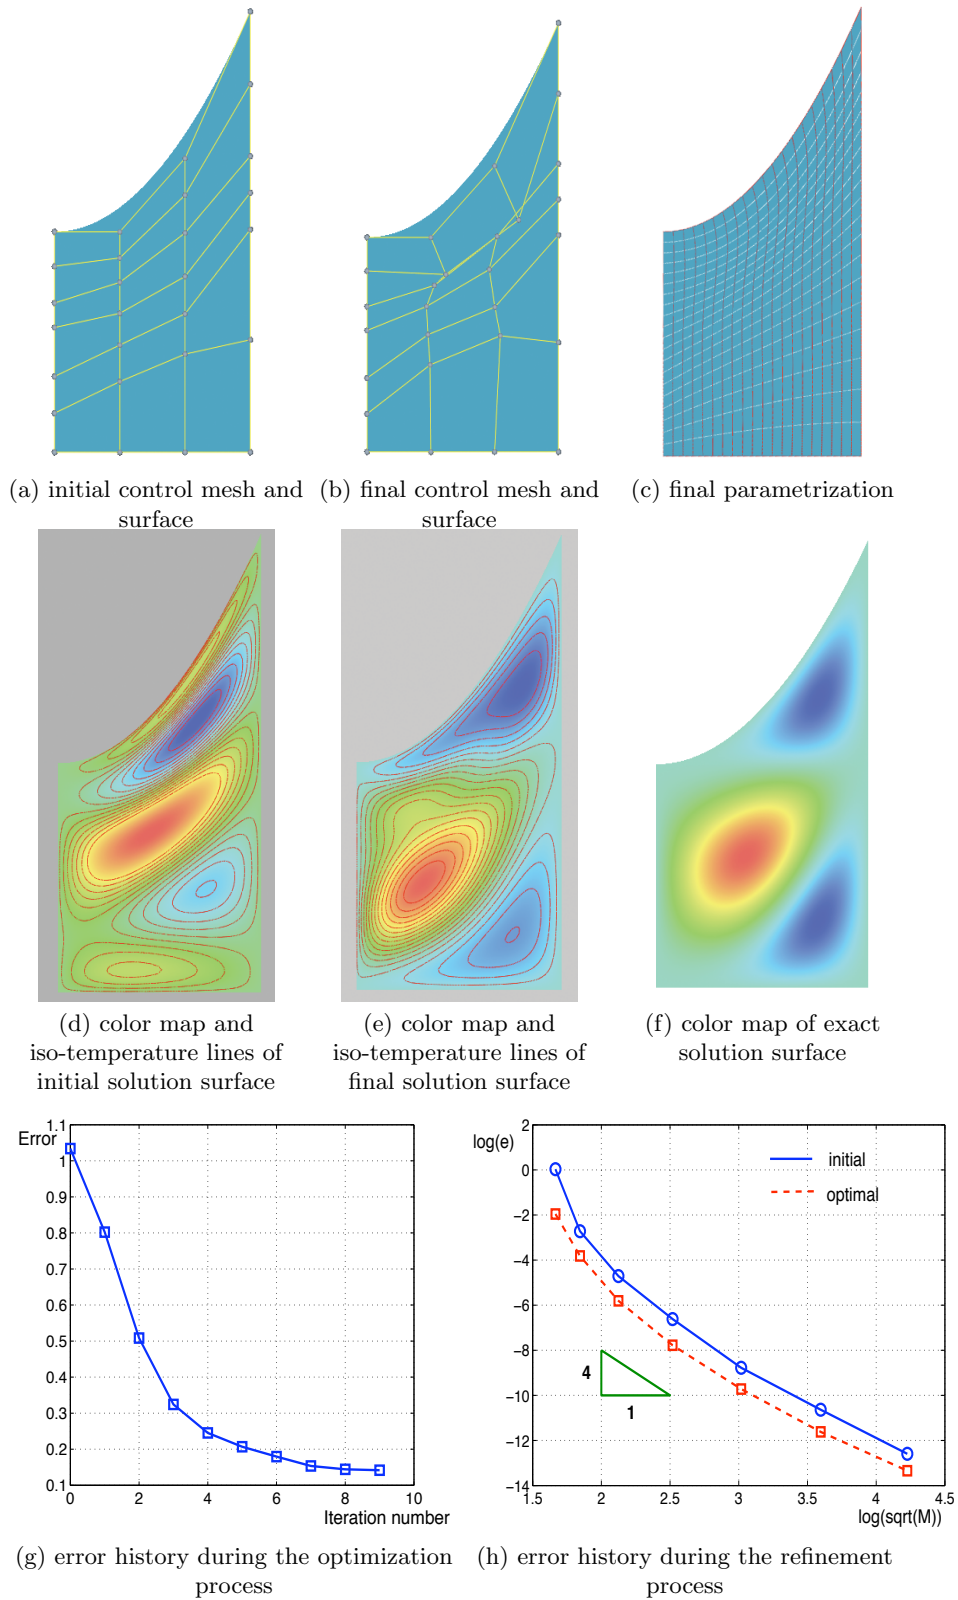 (a) initial control mesh and
surface
(b) final control mesh and
surface
(c) final parametrization
(d) color map and
iso-temperature lines of
initial solution surface
(e) color map and
iso-temperature lines of
final solution surface
(f) color map of exact
solution surface
Error
1.1
1
0.9
0.8
0.7
0.6
0.5
0.4
0.3
0.2
0.1
0
2
4
6
8
10
Iteration number
(g) error history during the optimization
process
log(e)
2
0
−2
−4
−6
−8
−10
−12
−14
initial
optimal
4
1
1.5
2
2.5
3
3.5
4
4.5
log(sqrt(M))
(h) error history during the refinement
process